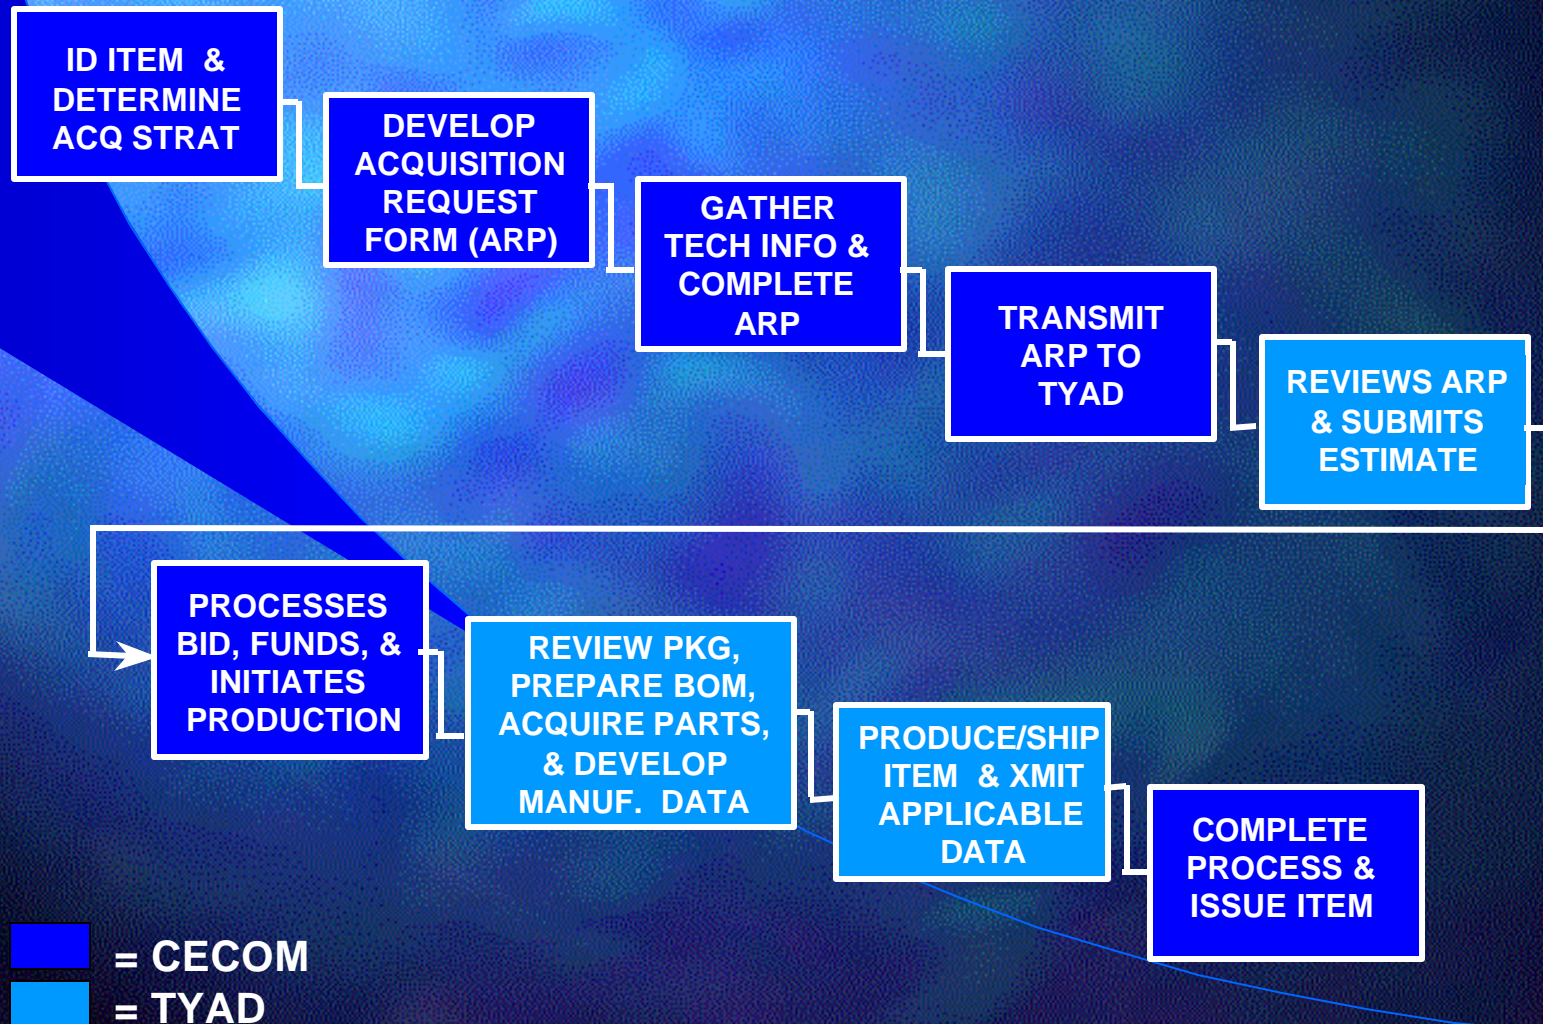 ID ITEM &
DETERMINE
ACQ STRAT
DEVELOP
ACQUISITION
REQUEST
FORM (ARP)
GATHER
TECH INFO &
COMPLETE
ARP
TRANSMIT
ARP TO
TYAD
REVIEWS ARP
& SUBMITS
ESTIMATE
PROCESSES
BID, FUNDS, &
INITIATES
PRODUCTION
REVIEW PKG,
PREPARE BOM,
ACQUIRE PARTS,
& DEVELOP
MANUF. DATA
PRODUCE/SHIP
ITEM & XMIT
APPLICABLE
DATA
COMPLETE
PROCESS &
ISSUE ITEM
= CECOM
= TYAD